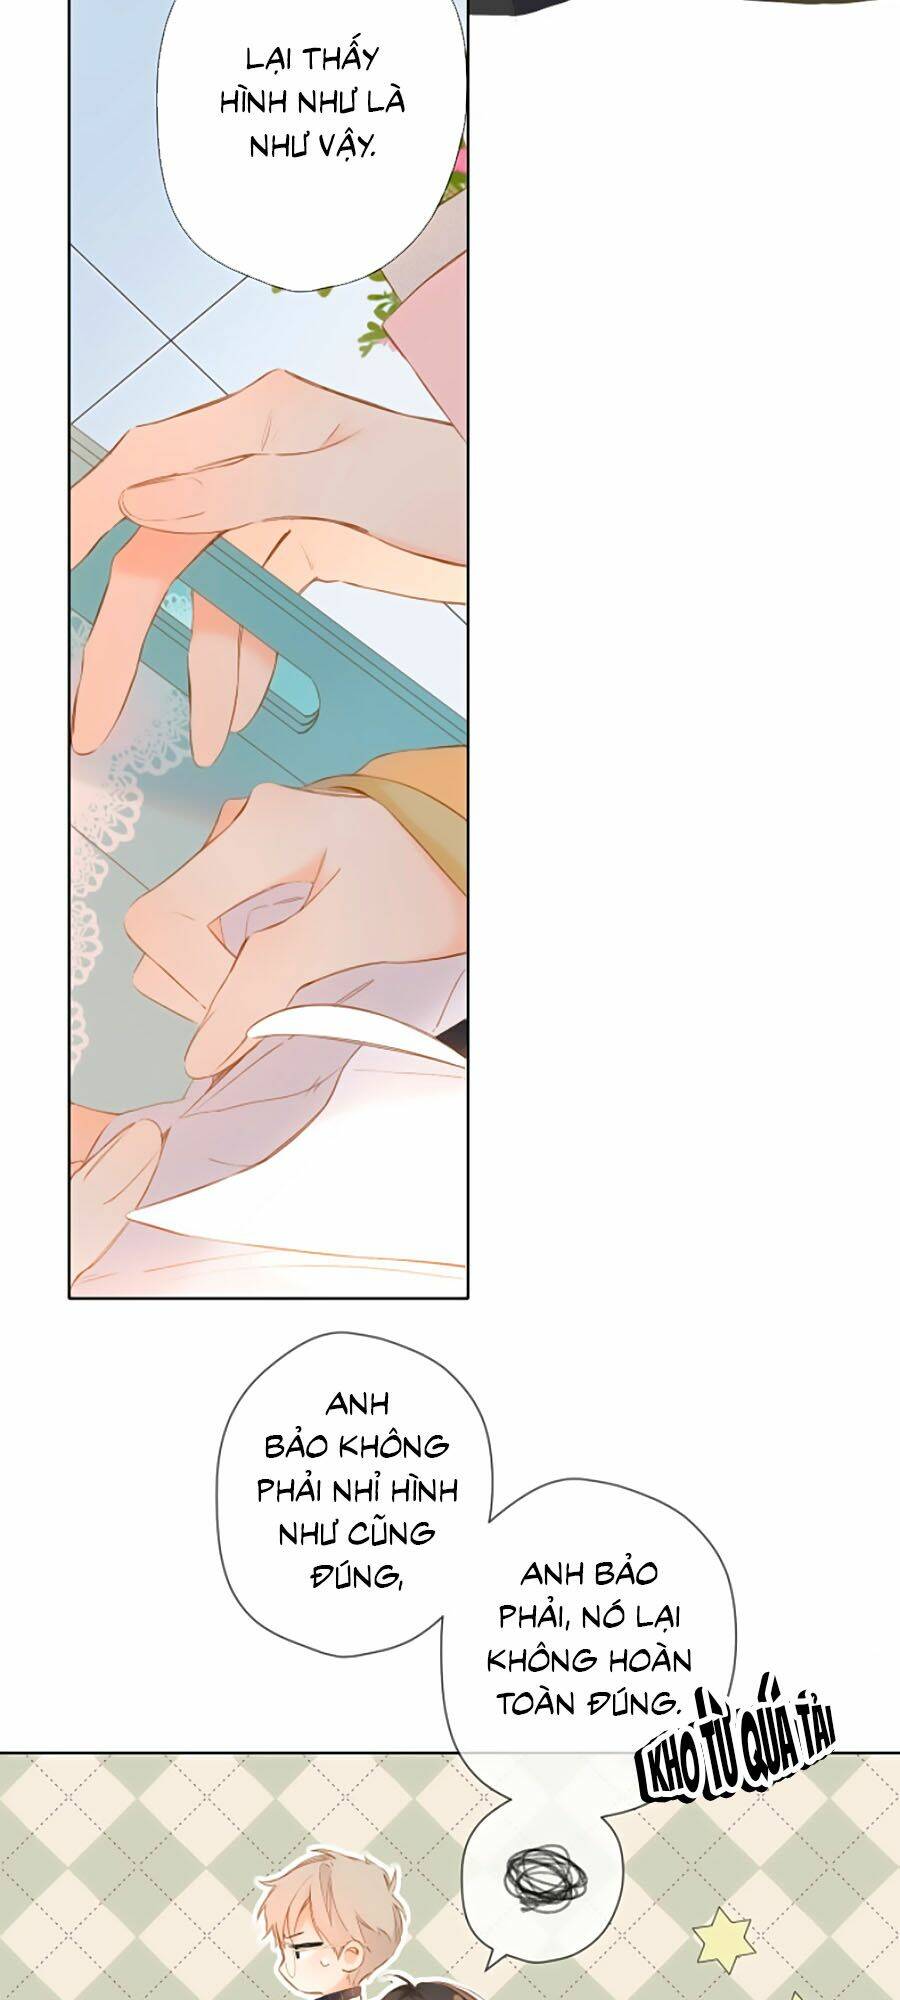 LẠI THẤY
HÌNH NHƯ LÀ
NHƯ VẬY.
ANH
BẢO KHÔNG
PHẢI NHỈ HÌNH
NHƯ CŨNG
ĐÚNG,
ANH BẢO
PHẢI, NÓ LẠI
KHÔNG HOÀN
TOÀN ĐÚNG.
KHO TỪ QUÁ TẢI